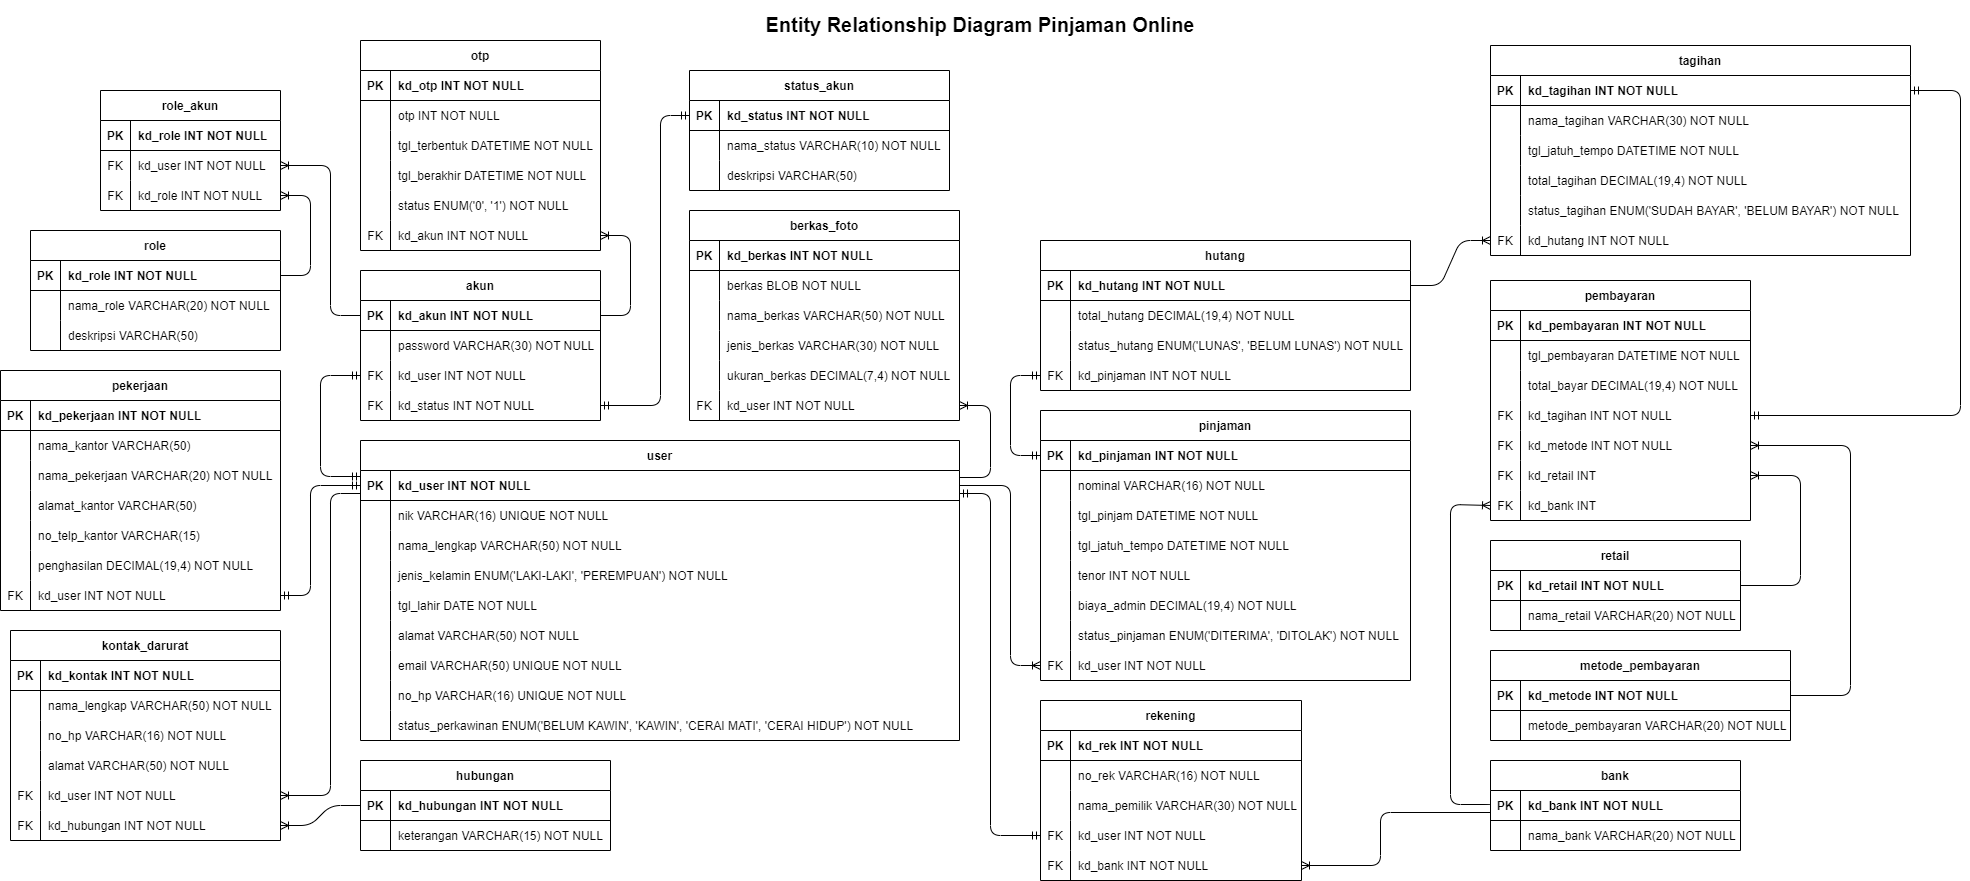 Entity Relationship Diagram Pinjaman Online
role_akun
PK kd_role INT NOT NULL
FK kd_user INT NOT NULL
FK kd_role INT NOT NULL
role
PK kd_role INT NOT NULL
nama_role VARCHAR(20) NOT NULL
deskripsi VARCHAR(50)
pekerjaan
PK kd_pekerjaan INT NOT NULL
nama_kantor VARCHAR(50)
nama_pekerjaan VARCHAR(20) NOT NULL
alamat_kantor VARCHAR(50)
no_telp_kantor VARCHAR(15)
penghasilan DECIMAL(19,4) NOT NULL
FK kd_user INT NOT NULL
kontak_darurat
PK kd_kontak INT NOT NULL
nama_lengkap VARCHAR(50) NOT NULL
no_hp VARCHAR(16) NOT NULL
alamat VARCHAR(50) NOT NULL
FK kd_user INT NOT NULL
FK kd_hubungan INT NOT NULL
otp
PK kd_otp INT NOT NULL
otp INT NOT NULL
tgl_terbentuk DATETIME NOT NULL
tgl_berakhir DATETIME NOT NULL
status ENUM('0', '1') NOT NULL
FK kd_akun INT NOT NULL
akun
PK kd_akun INT NOT NULL
password VARCHAR(30) NOT NULL
FK kd_user INT NOT NULL
FK kd_status INT NOT NULL
user
PK kd_user INT NOT NULL
nik VARCHAR(16) UNIQUE NOT NULL
nama_lengkap VARCHAR(50) NOT NULL
jenis_kelamin ENUM('LAKI-LAKI', 'PEREMPUAN') NOT NULL
tgl_lahir DATE NOT NULL
alamat VARCHAR(50) NOT NULL
email VARCHAR(50) UNIQUE NOT NULL
no_hp VARCHAR(16) UNIQUE NOT NULL
status_perkawinan ENUM('BELUM KAWIN', 'KAWIN', 'CERAI MATI', 'CERAI HIDUP') NOT NULL
hubungan
PK kd_hubungan INT NOT NULL
keterangan VARCHAR(15) NOT NULL
status_akun
PK kd_status INT NOT NULL
nama_status VARCHAR(10) NOT NULL
deskripsi VARCHAR(50)
berkas_foto
PK kd_berkas INT NOT NULL
berkas BLOB NOT NULL
nama_berkas VARCHAR(50) NOT NULL
jenis_berkas VARCHAR(30) NOT NULL
ukuran_berkas DECIMAL(7,4) NOT NULL
FK kd_user INT NOT NULL
hutang
PK kd_hutang INT NOT NULL
total_hutang DECIMAL(19,4) NOT NULL
status_hutang ENUM('LUNAS', 'BELUM LUNAS') NOT NULL
FK kd_pinjaman INT NOT NULL
pinjaman
PK kd_pinjaman INT NOT NULL
nominal VARCHAR(16) NOT NULL
tgl_pinjam DATETIME NOT NULL
tgl_jatuh_tempo DATETIME NOT NULL
tenor INT NOT NULL
biaya_admin DECIMAL(19,4) NOT NULL
status_pinjaman ENUM('DITERIMA', 'DITOLAK') NOT NULL
FK kd_user INT NOT NULL
rekening
PK kd_rek INT NOT NULL
no_rek VARCHAR(16) NOT NULL
nama_pemilik VARCHAR(30) NOT NULL
FK kd_user INT NOT NULL
FK kd_bank INT NOT NULL
tagihan
PK kd_tagihan INT NOT NULL
nama_tagihan VARCHAR(30) NOT NULL
tgl_jatuh_tempo DATETIME NOT NULL
total_tagihan DECIMAL(19,4) NOT NULL
status_tagihan ENUM('SUDAH BAYAR', 'BELUM BAYAR') NOT NULL
FK kd_hutang INT NOT NULL
pembayaran
PK kd_pembayaran INT NOT NULL
tgl_pembayaran DATETIME NOT NULL
total_bayar DECIMAL(19,4) NOT NULL
FK kd_tagihan INT NOT NULL
FK kd_metode INT NOT NULL
FK kd_retail INT
FK kd_bank INT
retail
PK kd_retail INT NOT NULL
nama_retail VARCHAR(20) NOT NULL
metode_pembayaran
PK kd_metode INT NOT NULL
metode_pembayaran VARCHAR(20) NOT NULL
bank
PK kd_bank INT NOT NULL
nama_bank VARCHAR(20) NOT NULL